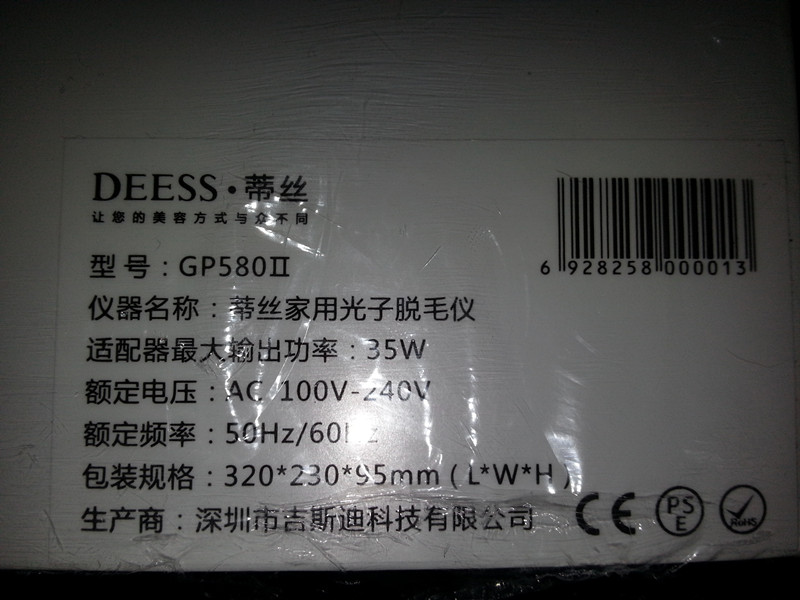 DEESS·蒂丝
让您的美容方式与众不同
型号：GP580Ⅱ
仪器名称：蒂丝家用光子脱毛仪
适配器最大输出功率：35W
额定电压：AC 100V-240V
额定频率：50Hz/60Hz
包装规格：320*230*95mm（L*W*H）
生产商：深圳市吉斯迪科技有限公司
6 928258 000013
CE
PS
E
RoHS